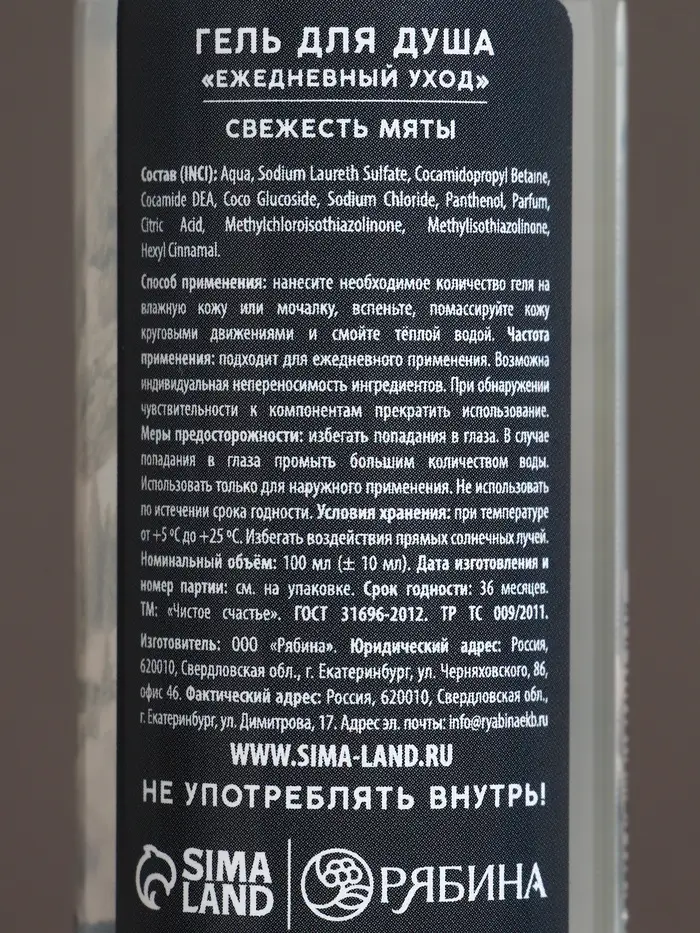 ГЕЛЬ ДЛЯ ДУША
«ЕЖЕДНЕВНЫЙ УХОД»
СВЕЖЕСТЬ МЯТЫ
Состав (INCI): Aqua, Sodium Laureth Sulfate, Cocamidopropyl Betaine,
Cocamide DEA, Coco Glucoside, Sodium Chloride, Panthenol, Parfum,
Citric Acid, Methylchloroisothiazolinone, Methylisothiazolinone,
Hexyl Cinnamal.
Способ применения: нанесите необходимое количество геля на
влажную кожу или мочалку, вспеньте, помассируйте кожу
круговыми движениями и смойте тёплой водой. Частота
применения: подходит для ежедневного применения. Возможна
индивидуальная непереносимость ингредиентов. При обнаружении
чувствительности к компонентам прекратить использование.
Меры предосторожности: избегать попадания в глаза. В случае
попадания в глаза промыть большим количеством воды.
Использовать только для наружного применения. Не использовать
по истечении срока годности. Условия хранения: при температуре
от +5 ºС до +25 ºС. Избегать воздействия прямых солнечных лучей.
Номинальный объём: 100 мл (± 10 мл). Дата изготовления и
номер партии: см. на упаковке. Срок годности: 36 месяцев.
ТМ: «Чистое счастье». ГОСТ 31696-2012. ТР ТС 009/2011.
Изготовитель: ООО «Рябина». Юридический адрес: Россия,
620010, Свердловская обл., г. Екатеринбург, ул. Черняховского, 86,
офис 46. Фактический адрес: Россия, 620010, Свердловская обл.,
г. Екатеринбург, ул. Димитрова, 17. Адрес эл. почты: info@ryabinaekb.ru
WWW.SIMA-LAND.RU
НЕ УПОТРЕБЛЯТЬ ВНУТРЬ!
SIMA
LAND
РЯБИНА